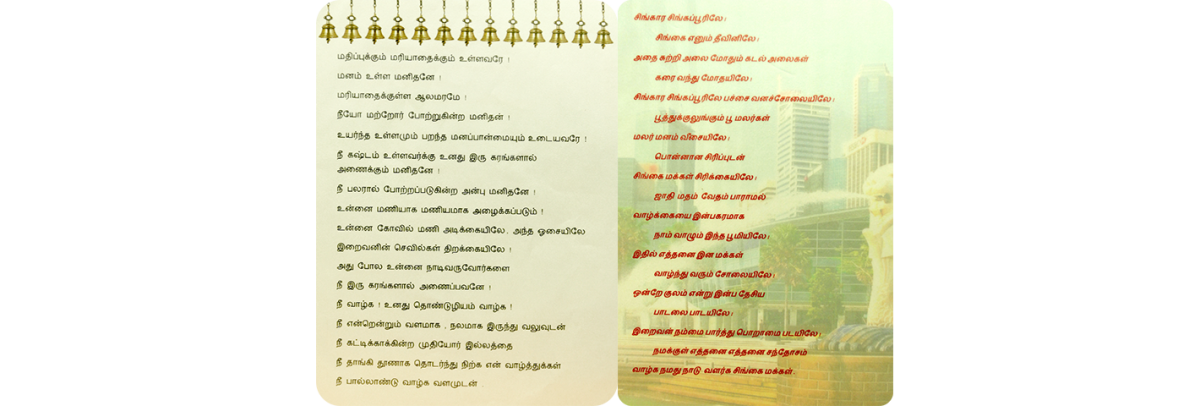 மதிப்புக்கும் மரியாதைக்கும் உள்ளவரே !
மனம் உள்ள மனிதனே !
மரியாதைக்குள்ள ஆலமரமே !
நீயோ மற்றோர் போற்றுகின்ற மனிதன் !
உயர்ந்த உள்ளமும் பறந்த மனப்பான்மையும் உடையவரே !
நீ கஷ்டம் உள்ளவர்க்கு உனது இரு கரங்களால்
அணைக்கும் மனிதனே !
நீ பலரால் போற்றப்படுகின்ற அன்பு மனிதனே !
உன்னை மணியாக மணியமாக அழைக்கப்படும் !
உன்னை கோவில் மணி அடிக்கையிலே , அந்த ஓசையிலே
இறைவனின் செவில்கள் திறக்கையிலே !
அது போல உன்னை நாடிவருவோர்களை
நீ இரு கரங்களால் அணைப்பவனே !
நீ வாழ்க ! உனது தொண்டுழியம் வாழ்க !
நீ என்றென்றும் வளமாக , நலமாக இருந்து வலுவுடன்
நீ கட்டிக்காக்கின்ற முதியோர் இல்லத்தை
நீ தாங்கி தூணாக தொடர்ந்து நிற்க என் வாழ்த்துக்கள்
நீ பால்லாண்டு வாழ்க வளமுடன்
சிங்கார சிங்கப்பூரிலே !
சிங்கை எனும் தீவினிலே !
அதை சுற்றி அலை மோதும் கடல் அலைகள்
கரை வந்து மோதயிலே !
சிங்கார சிங்கப்பூரிலே பச்சை வனச்சோலையிலே !
பூத்துக்குலுங்கும் பூ மலர்கள்
மலர் மனம் வீசையிலே !
பொன்னான சிரிப்புடன்
சிங்கை மக்கள் சிரிக்கையிலே !
ஜாதி மதம் வேதம் பாராமல்
வாழ்க்கையை இன்பகரமாக
நாம் வாழும் இந்த பூமியிலே !
இதில் எத்தனை இன மக்கள்
வாழ்ந்து வரும் சோலையிலே !
ஒன்றே குலம் என்று இன்ப தேசிய
பாடலை பாடயிலே !
இறைவன் நம்மை பார்த்து பொறாமை படயிலே !
நமக்குள் எத்தனை எத்தனை சந்தோசம்
வாழ்க நமது நாடு வளர்க சிங்கை மக்கள் .